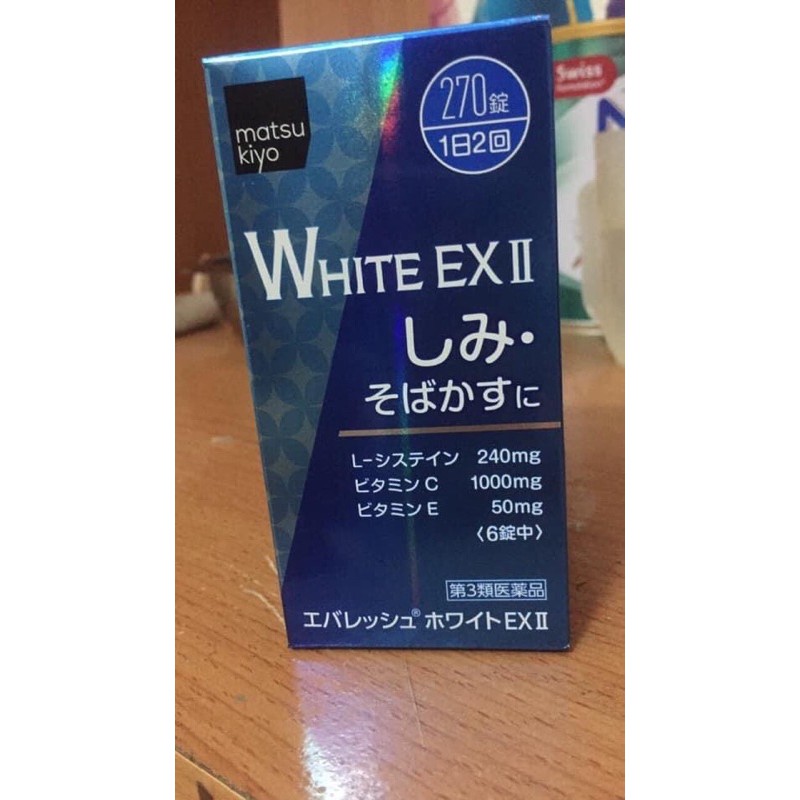 matsu
kiyo
270錠
1日2回
WHITE EX Ⅱ
しみ・
そばかすに
L-システイン 240mg
ビタミンC 1000mg
ビタミンE 50mg
〈6錠中〉
第3類医薬品
エバレッシュ® ホワイトEXⅡ
Swiss